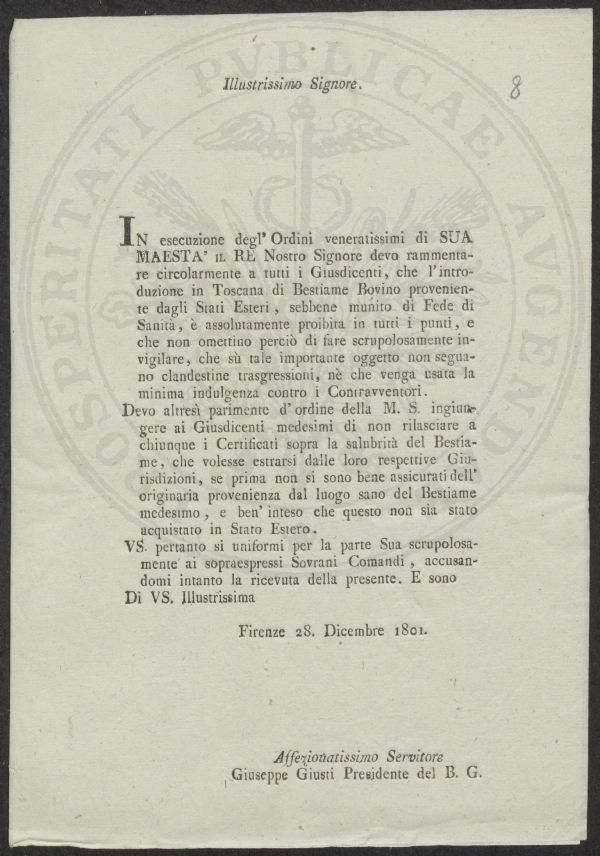 Illustrissimo Signore.
8
IN esecuzione degl' Ordini veneratissimi di SUA
MAESTA' IL RE Nostro Signore devo rammenta-
re circolarmente a tutti i Giusdicenti, che l'intro-
duzione in Toscana di Bestiame Bovino provenien-
te dagli Stati Esteri, sebbene munito di Fede di
Sanità, è assolutamente proibita in tutti i punti, e
che non omettino perciò di fare scrupolosamente in-
vigilare, che sù tale importante oggetto non segua-
no clandestine trasgressioni, nè che venga usata la
minima indulgenza contro i Contravventori.
Devo altresì parimente d'ordine della M. S. ingiun-
gere ai Giusdicenti medesimi di non rilasciare a
chiunque i Certificati sopra la salubrità del Bestia-
me, che volesse estrarsi dalle loro respettive Giu-
risdizioni, se prima non si sono bene assicurati dell'
originaria provenienza dal luogo sano del Bestiame
medesimo, e ben' inteso che questo non sia stato
acquistato in Stato Estero.
VS. pertanto si uniformi per la parte Sua scrupolosa-
mente ai sopraespressi Sovrani Comandi, accusan-
domi intanto la ricevuta della presente. E sono
Di VS. Illustrissima
Firenze 28. Dicembre 1801.
Affezionatissimo Servitore
Giuseppe Giusti Presidente del B. G.
PROSPERITATI PVBLICAE AVGENDAE